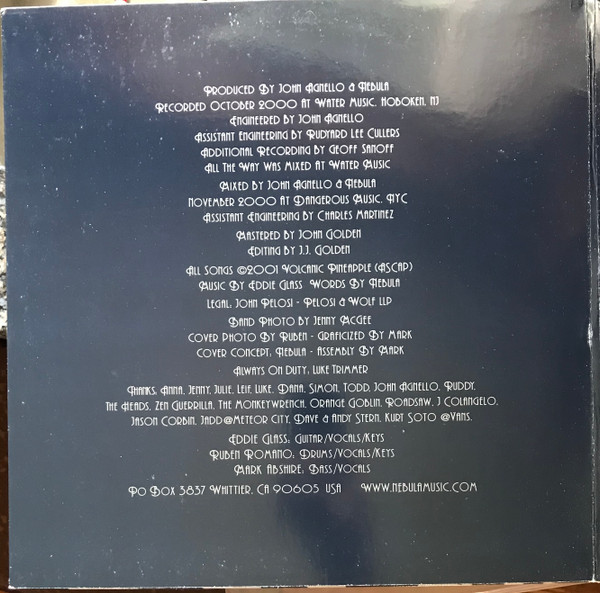 Produced By John Agnello & Nebula
Recorded October 2000 At Water Music, Hoboken, NJ
Engineered by John Agnello
Assistant Engineering by Rudyard Lee Cullers
Additional Recording by Geoff Sanoff
All The Way Was Mixed At Water Music
Mixed by John Agnello & Nebula
November 2000 At Dangerous Music, NYC
Assistant Engineering by Charles Martinez
Mastered by John Golden
Editing by J.J. Golden
All Songs ©2001 Volcanic Pineapple (ASCAP)
Music By Eddie Glass Words By Nebula
Legal: John Pelosi - Pelosi & Wolf LLP
Band Photo by Jenny McGee
Cover Photo By Ruben - Graficized By Mark
Cover Concept, Nebula - Assembly By Mark
Always On Duty, Luke Trimmer
Thanks, Anna, Jenny, Julie, Leif, Luke, Dana, Simon, Todd, John Agnello, Ruddy,
The Heads, Zen Guerrilla, The Monkeywrench, Orange Goblin, Roadsaw, J Colangelo,
Jason Corbin, Jadd @Meteor City, Dave & Andy Stern, Kurt Soto @Vans.
Eddie Glass: Guitar/Vocals/Keys
Ruben Romano: Drums/Vocals/Keys
Mark Abshire: Bass/Vocals
Po Box 3837 Whittier, CA 90605 USA www.nebulamusic.com